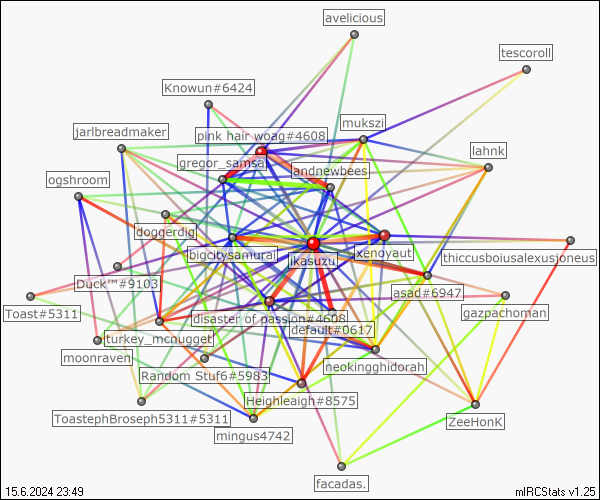 avelicious
tescoroll
Knowun#6424
mukszi
jarlbreadmaker
pink hair woag#4608
lahnk
gregor_samsa
andnewbees
ogshroom
doggerdig
bigcitysamurai
jkasuzu
xenoyaut
thiccusboiusalexusjoneus
Duck™#9103
asad#6947
Toast#5311
disaster of passion#4608
gazpachoman
default#0617
turkey_mcnugget
moonraven
neokingghidorah
Random Stuf6#5983
Heighleaigh#8575
ToastephBroseph5311#5311
ZeeHonK
mingus4742
facadas.
15.6.2024 23:49
mIRCStats v1.25